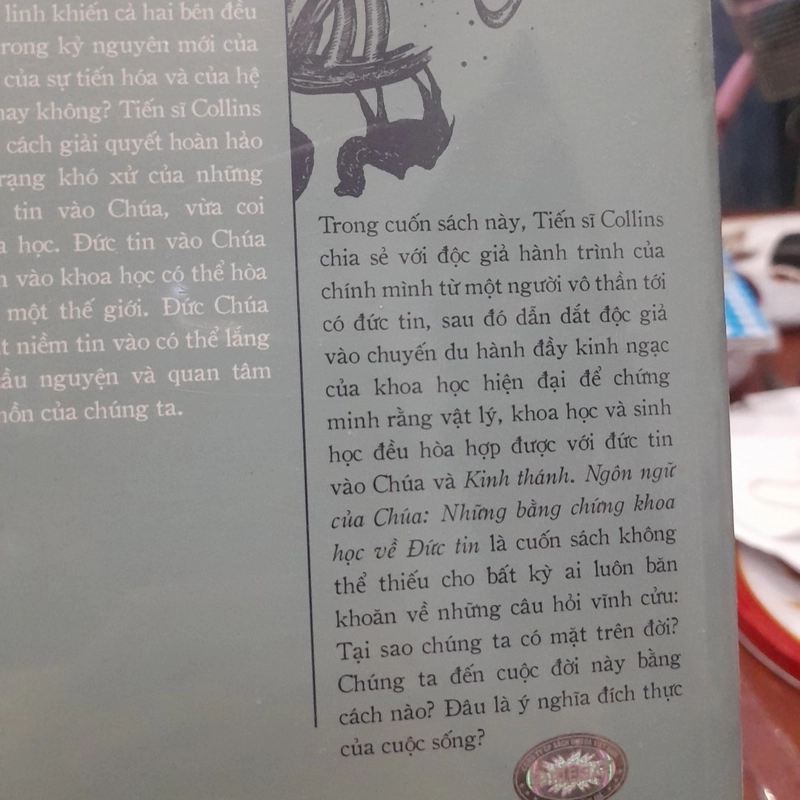 linh khiến cả hai bên đều
trong kỷ nguyên mới của
của sự tiến hóa và của hệ
hay không? Tiến sĩ Collins
cách giải quyết hoàn hảo
trạng khó xử của những
tin vào Chúa, vừa coi
học. Đức tin vào Chúa
vào khoa học có thể hòa
một thế giới. Đức Chúa
niềm tin vào có thể lắng
nguyện và quan tâm
của chúng ta.
Trong cuốn sách này, Tiến sĩ Collins
chia sẻ với độc giả hành trình của
chính mình từ một người vô thần tới
có đức tin, sau đó dẫn dắt độc giả
vào chuyến du hành đầy kinh ngạc
của khoa học hiện đại để chứng
minh rằng vật lý, khoa học và sinh
học đều hòa hợp được với đức tin
vào Chúa và Kinh thánh. Ngôn ngữ
của Chúa: Những bằng chứng khoa
học về Đức tin là cuốn sách không
thể thiếu cho bất kỳ ai luôn băn
khoăn về những câu hỏi vĩnh cửu:
Tại sao chúng ta có mặt trên đời?
Chúng ta đến cuộc đời này bằng
cách nào? Đâu là ý nghĩa đích thực
của cuộc sống?